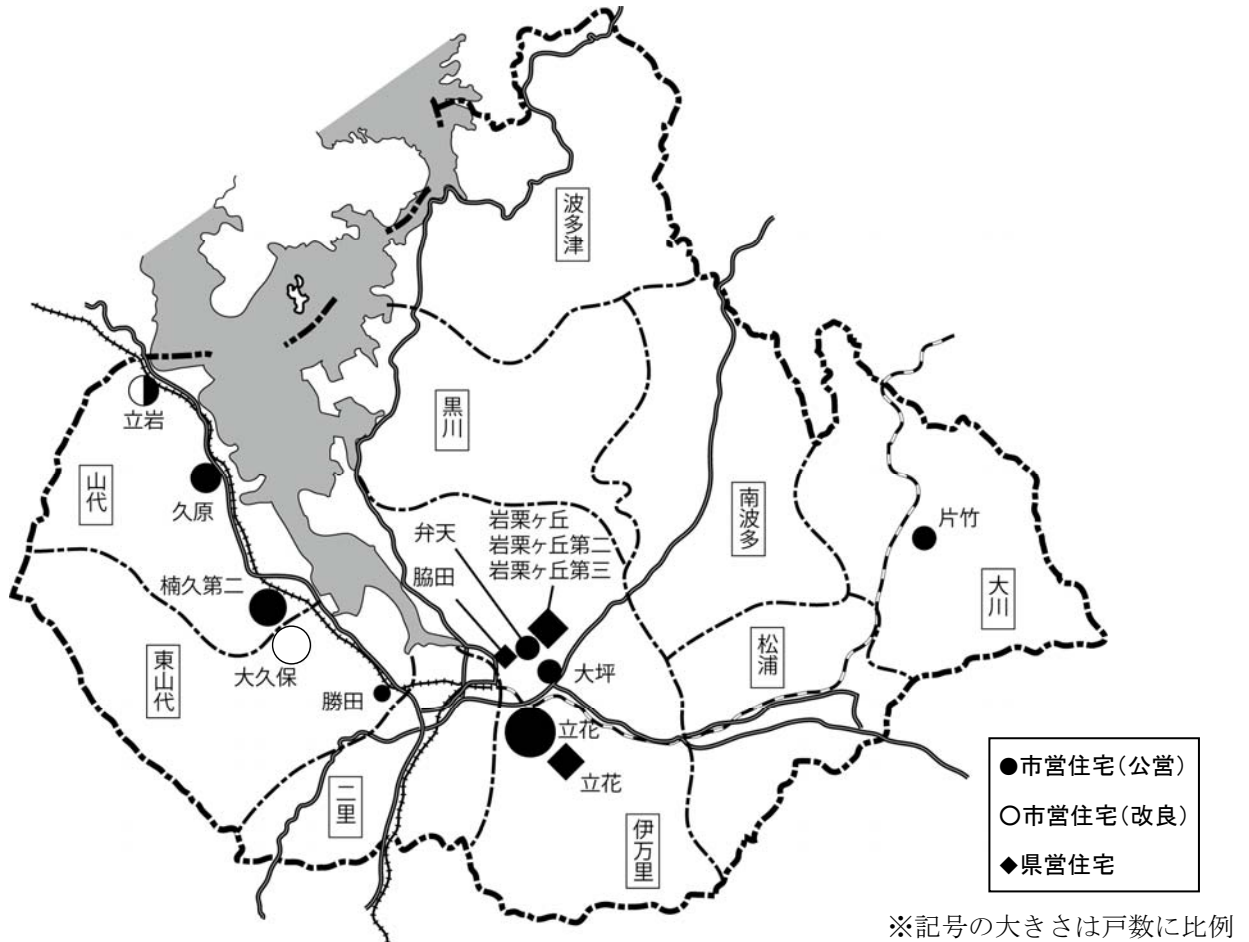 波多津
立岩
黒川
山代
久原
弁天
岩栗ヶ丘
岩栗ヶ丘第二
岩栗ヶ丘第三
南波多
片竹
脇田
楠久第二
大川
松浦
東山代
大久保
大坪
勝田
立花
立花
二里
伊万里
●市営住宅(公営)
○市営住宅(改良)
◆県営住宅
※記号の大きさは戸数に比例